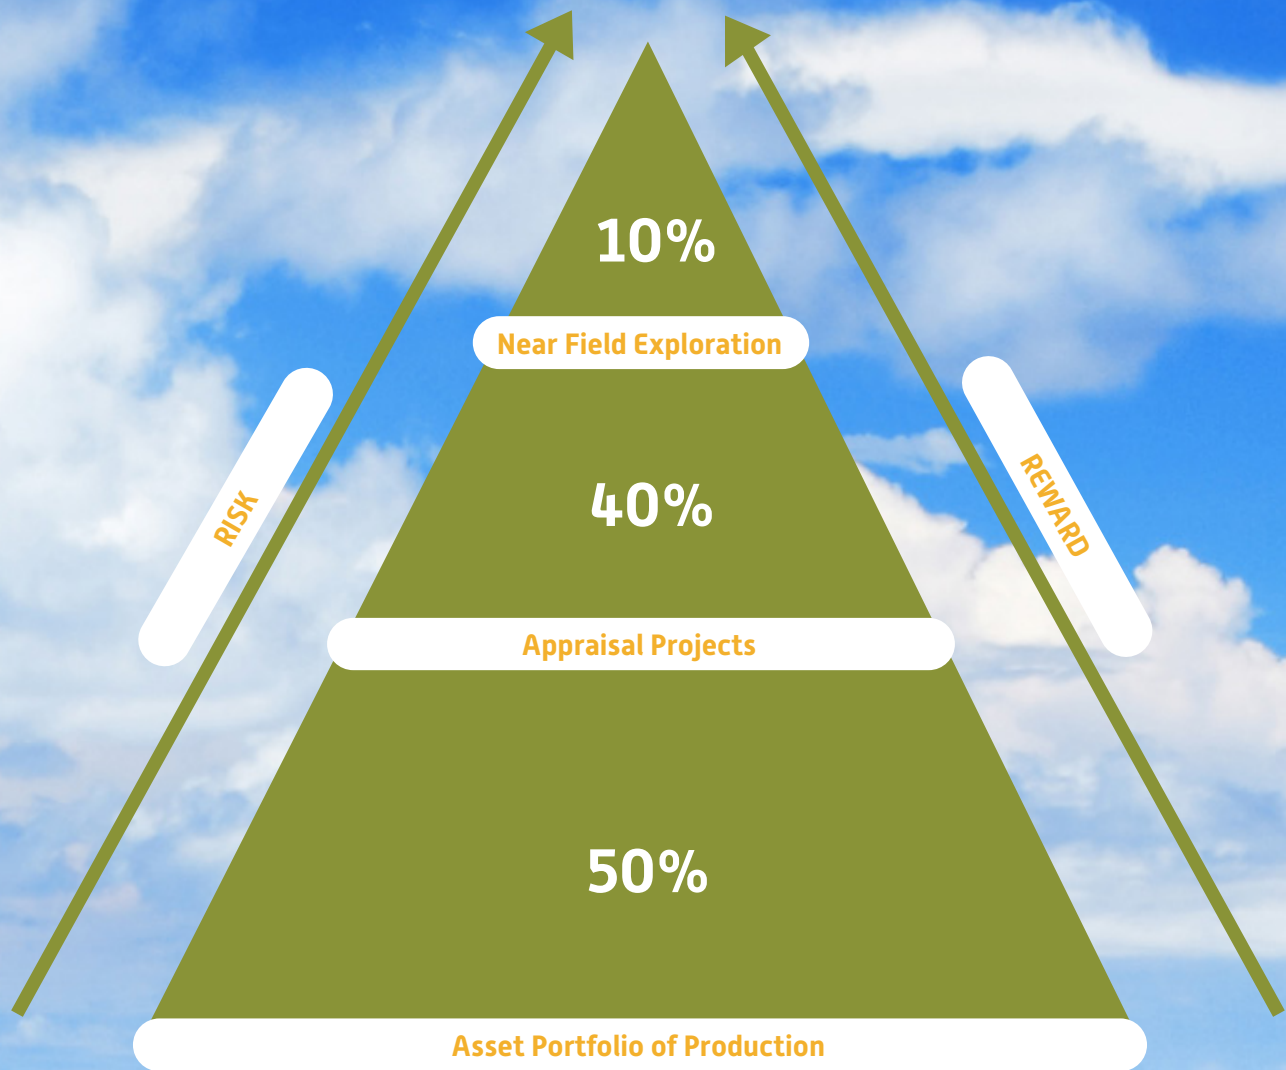 10%
Near Field Exploration
RISK
REWARD
40%
Appraisal Projects
50%
Asset Portfolio of Production